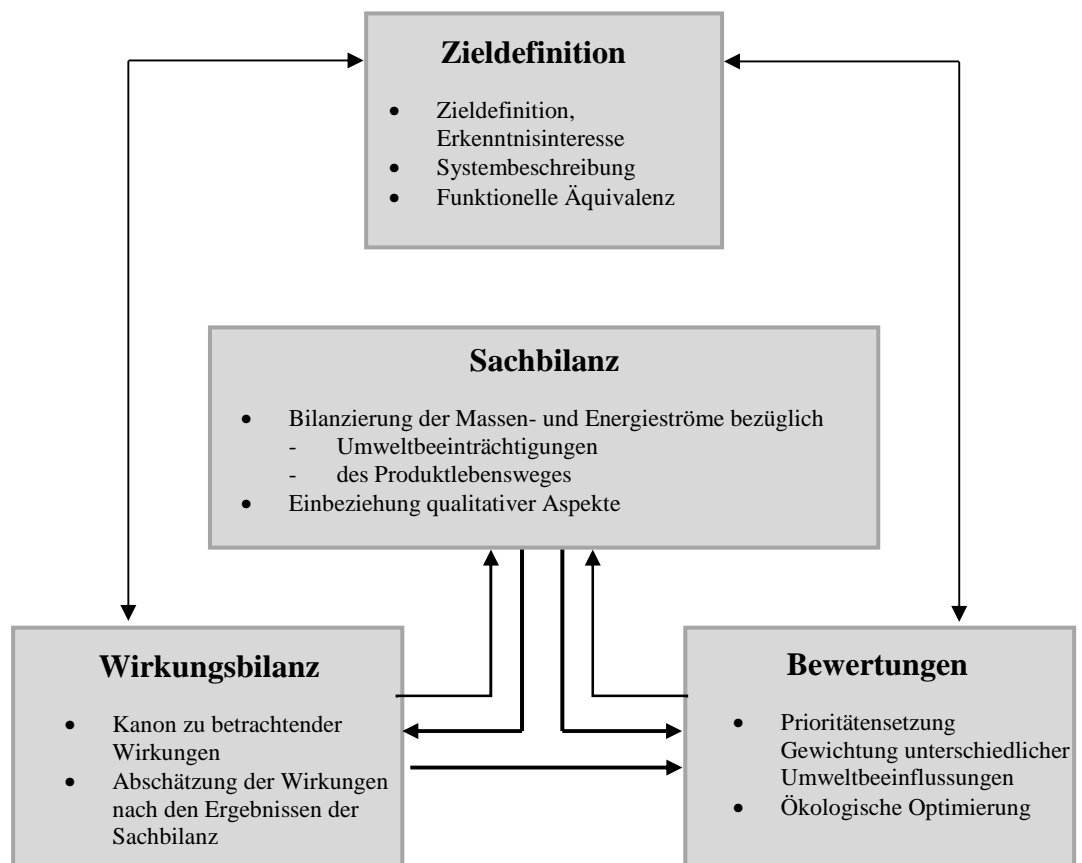 Zieldefinition
• Zieldefinition,
Erkenntnisinteresse
• Systembeschreibung
• Funktionelle Äquivalenz
Sachbilanz
• Bilanzierung der Massen- und Energieströme bezüglich
- Umweltbeeinträchtigungen
- des Produktlebensweges
• Einbeziehung qualitativer Aspekte
Wirkungsbilanz
• Kanon zu betrachtender
Wirkungen
• Abschätzung der Wirkungen
nach den Ergebnissen der
Sachbilanz
Bewertungen
• Prioritätensetzung
Gewichtung unterschiedlicher
Umweltbeeinflussungen
• Ökologische Optimierung